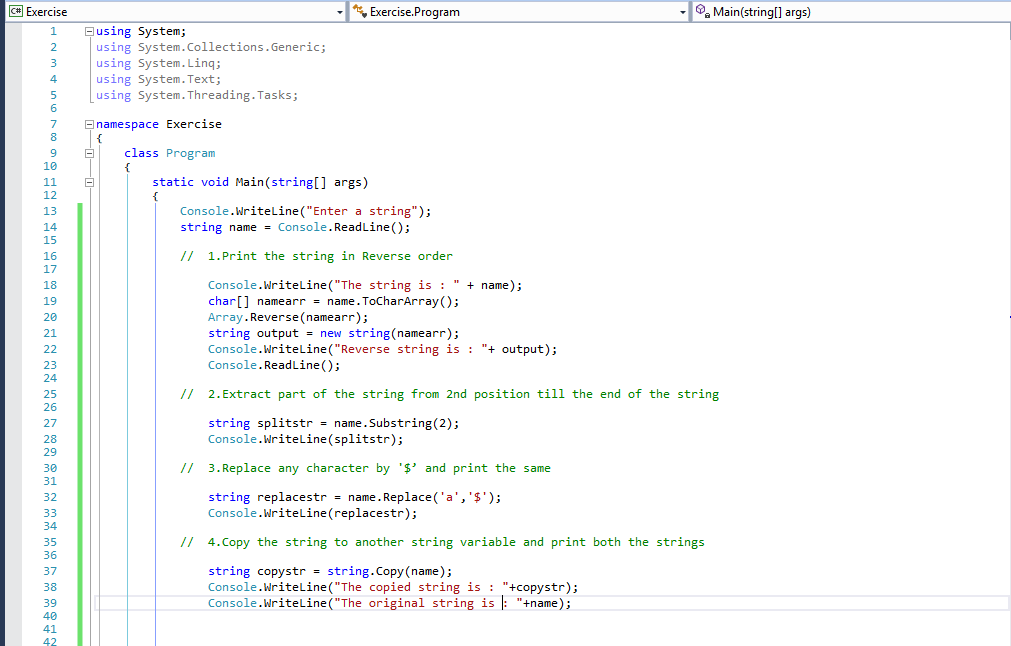 C# Exercise Exercise.Program Main(string[] args)
1 using System;
2 using System.Collections.Generic;
3 using System.Linq;
4 using System.Text;
5 using System.Threading.Tasks;
6
7 namespace Exercise
8 {
9 class Program
10 {
11 static void Main(string[] args)
12 {
13 Console.WriteLine("Enter a string");
14 string name = Console.ReadLine();
15
16 // 1.Print the string in Reverse order
17
18 Console.WriteLine("The string is : " + name);
19 char[] namearr = name.ToCharArray();
20 Array.Reverse(namearr);
21 string output = new string(namearr);
22 Console.WriteLine("Reverse string is : "+ output);
23 Console.ReadLine();
24
25 // 2.Extract part of the string from 2nd position till the end of the string
26
27 string splitstr = name.Substring(2);
28 Console.WriteLine(splitstr);
29
30 // 3.Replace any character by '$’ and print the same
31
32 string replacestr = name.Replace('a','$');
33 Console.WriteLine(replacestr);
34
35 // 4.Copy the string to another string variable and print both the strings
36
37 string copystr = string.Copy(name);
38 Console.WriteLine("The copied string is : "+copystr);
39 Console.WriteLine("The original string is : "+name);
40
41
42